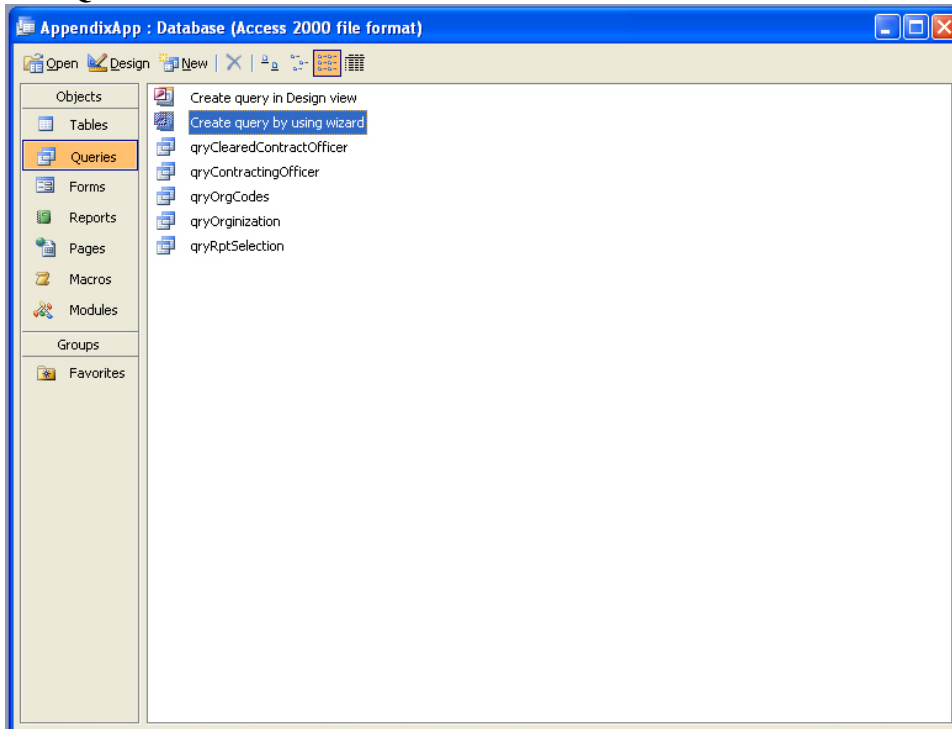 AppendixApp : Database (Access 2000 file format)
Open Design New
Objects
Tables
Queries
Forms
Reports
Pages
Macros
Modules
Groups
Favorites
Create query in Design view
Create query by using wizard
qryClearedContractOfficer
qryContractingOfficer
qryOrgCodes
qryOrginization
qryRptSelection